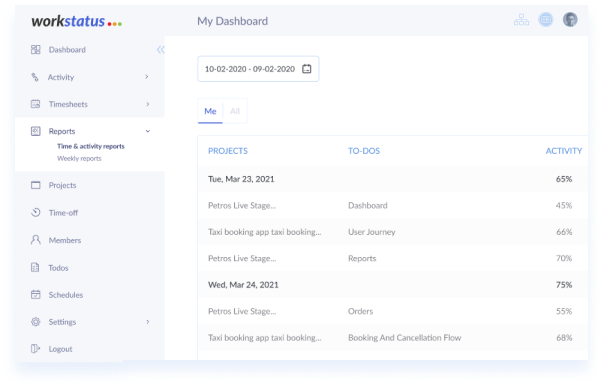 workstatus
My Dashboard
Dashboard
Activity
Timesheets
Reports
Time & activity reports
Weekly reports
Projects
Time-off
Members
Todos
Schedules
Settings
Logout
10-02-2020 - 09-02-2020
Me All
PROJECTS TO-DOS ACTIVITY
Tue, Mar 23, 2021 65%
Petros Live Stage... Dashboard 45%
Taxi booking app taxi booking... User Journey 66%
Petros Live Stage... Reports 70%
Wed, Mar 24, 2021 75%
Petros Live Stage... Orders 55%
Taxi booking app taxi booking... Booking And Cancellation Flow 68%